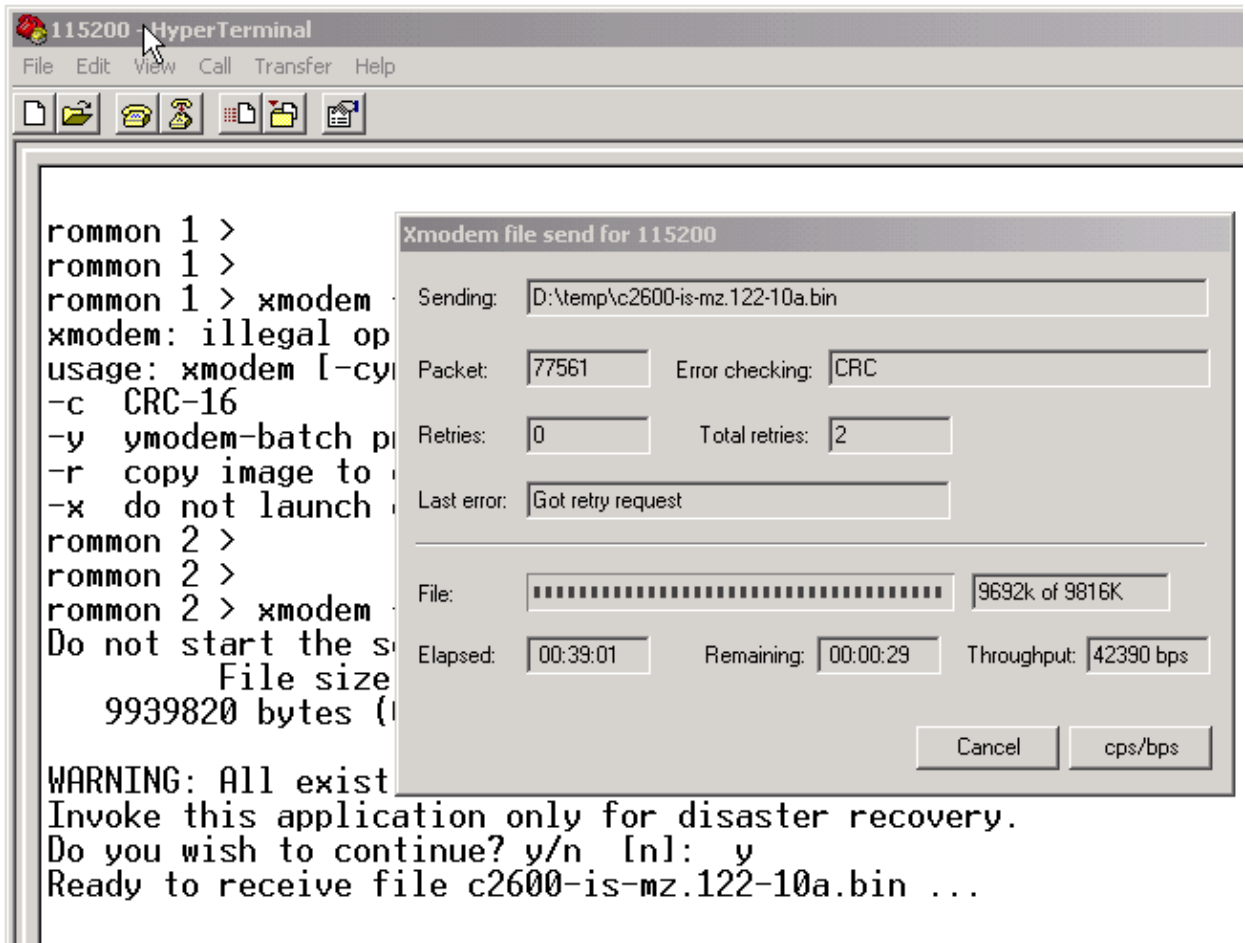 115200 - HyperTerminal
File Edit View Call Transfer Help
rommon 1 >
rommon 1 >
rommon 1 > xmodem
xmodem: illegal op
usage: xmodem [-cy
-c CRC-16
-y ymodem-batch p
-r copy image to
-x do not launch
rommon 2 >
rommon 2 >
rommon 2 > xmodem
Do not start the s
File size
9939820 bytes (
WARNING: All exist
Invoke this application only for disaster recovery.
Do you wish to continue? y/n [n]: y
Ready to receive file c2600-is-mz.122-10a.bin ...
Xmodem file send for 115200
Sending: D:\temp\c2600-is-mz.122-10a.bin
Packet: 77561 Error checking: CRC
Retries: 0 Total retries: 2
Last error: Got retry request
File: 9692k of 9816K
Elapsed: 00:39:01 Remaining: 00:00:29 Throughput: 42390 bps
Cancel cps/bps